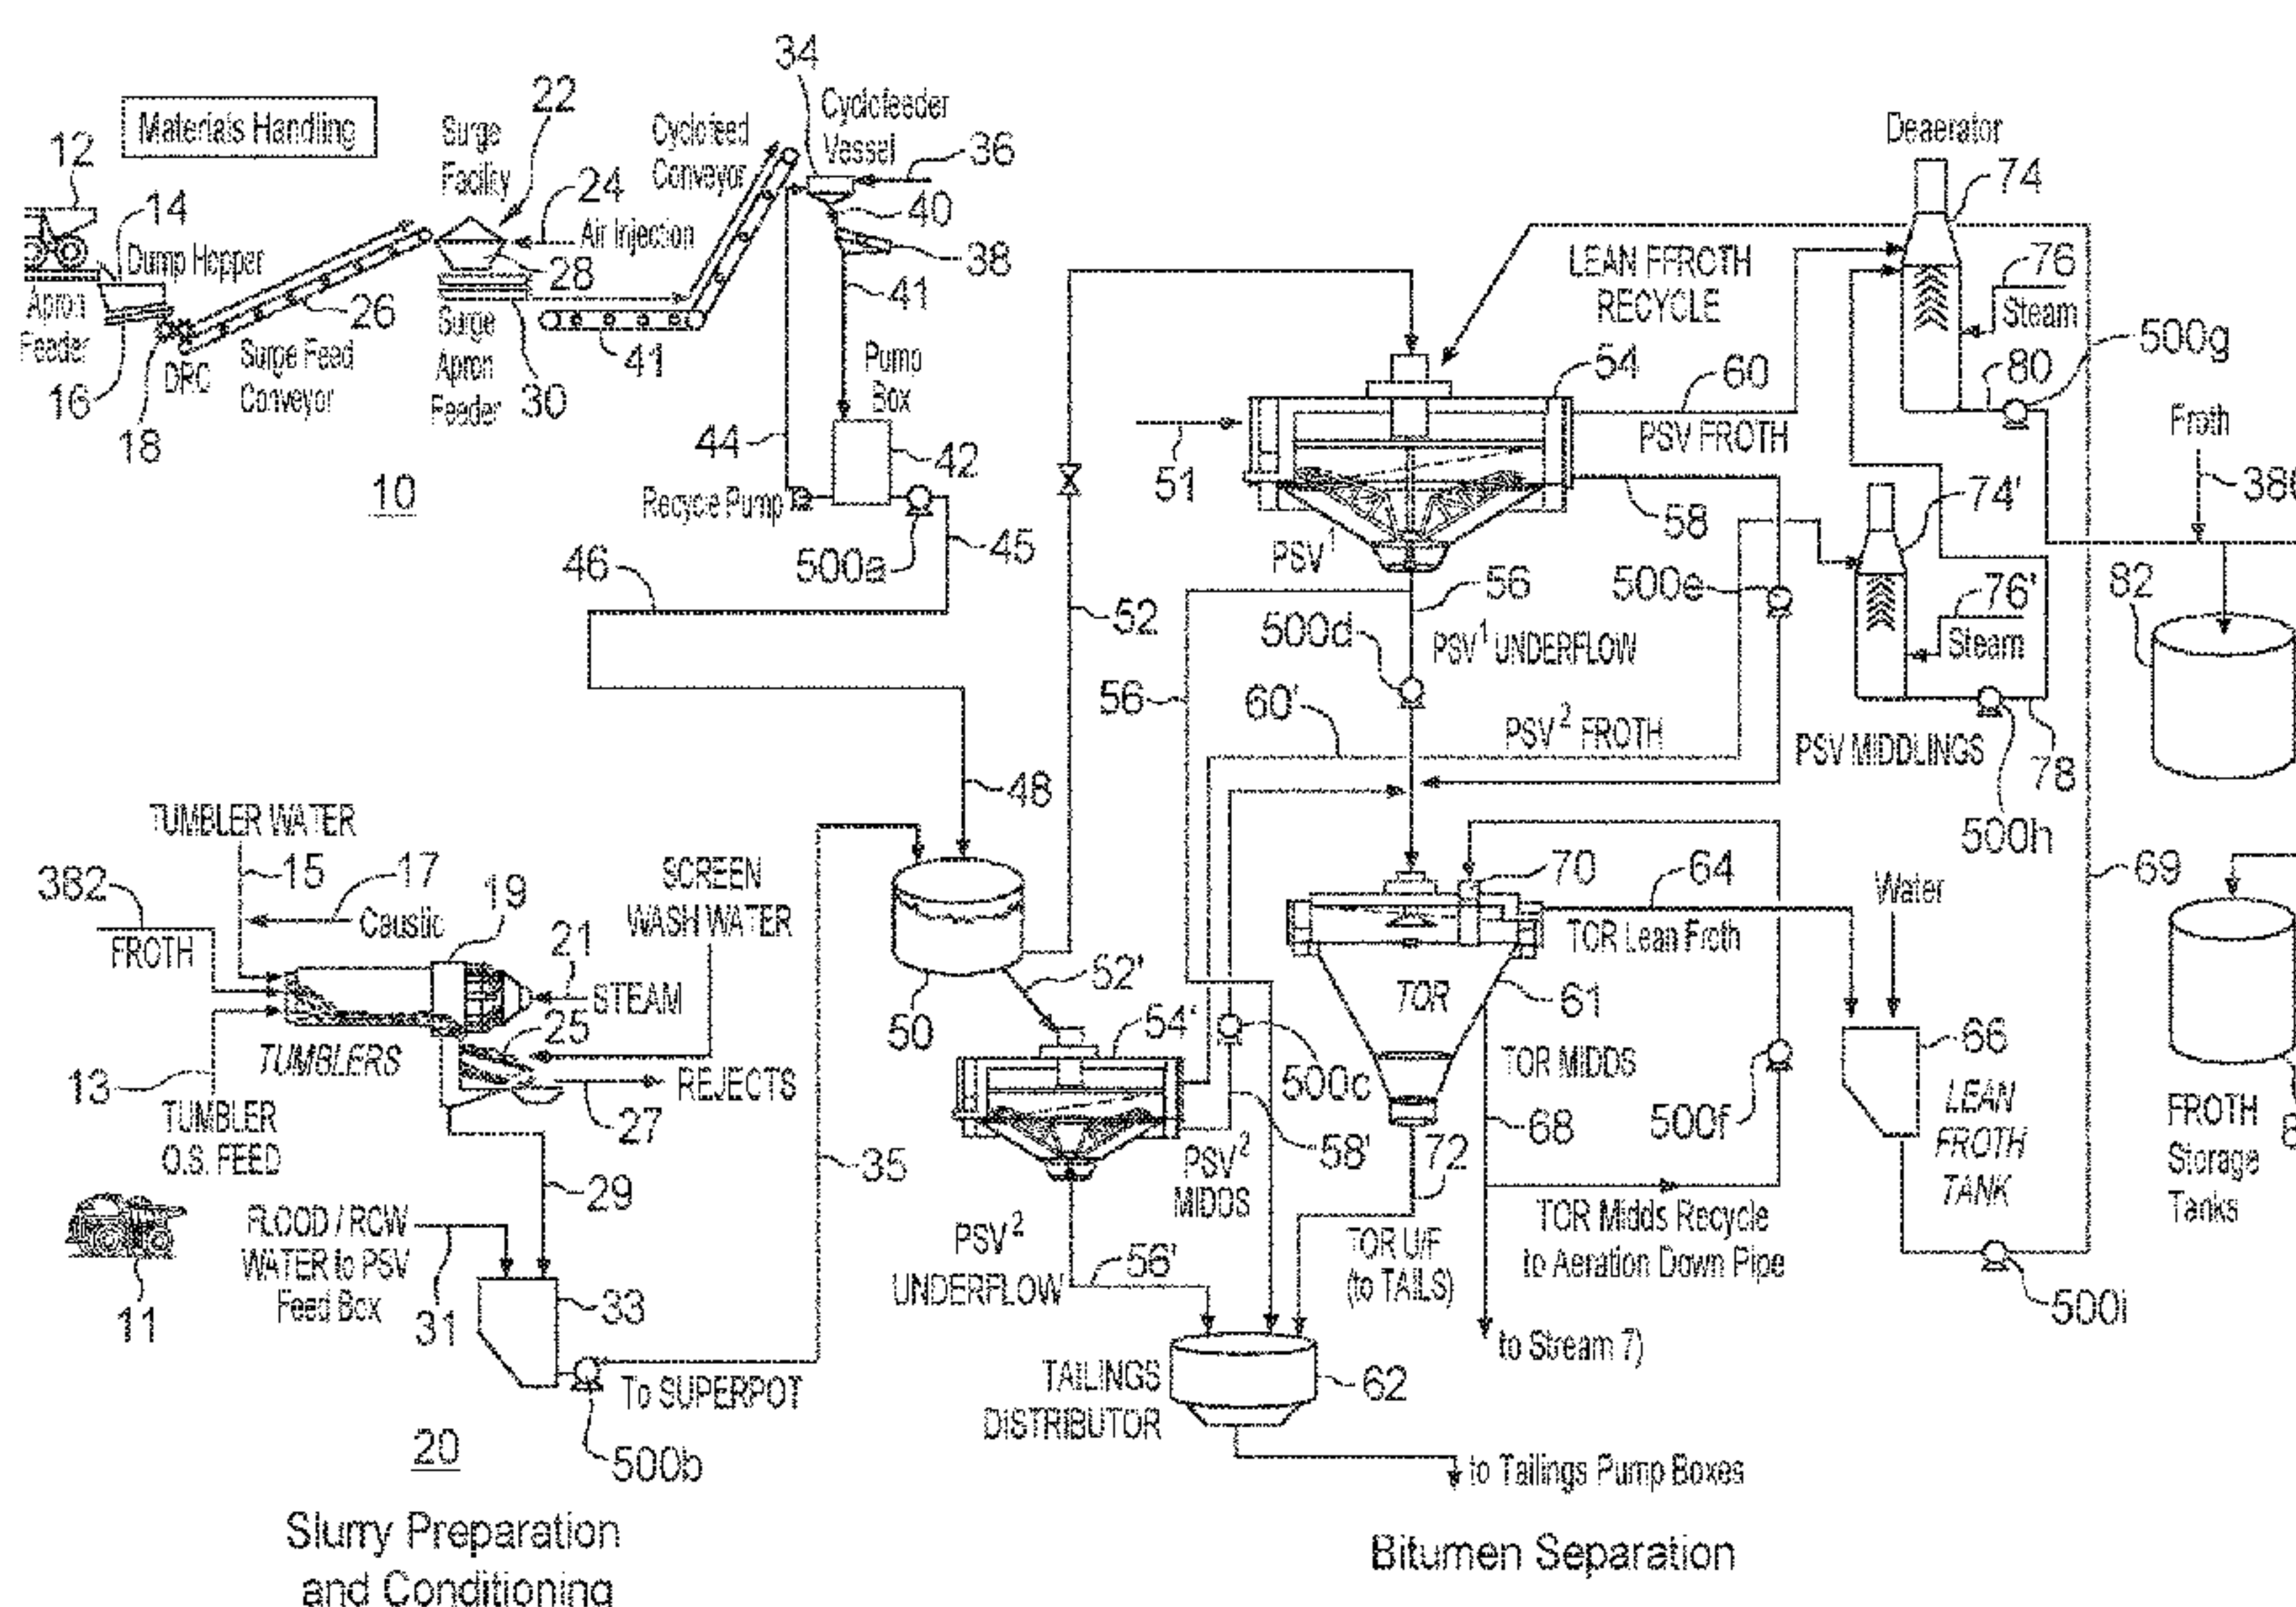 Materials Handling
12
14
Dump Hopper
Apron
Feeder
16
18
DRC
Surge Feed
Conveyor
26
10
Surge
Facility
22
24
Air Injection
28
Surge
Apron
Feeder
30
41
Cyclofeed
Conveyor
34
Cyclofeeder
Vessel
36
40
38
41
Pump
Box
44
42
Recycle Pump
500a
45
46
48
52
50
52'
TUMBLER WATER
15
17
Caustic
382
FROTH
19
21
STEAM
SCREEN
WASH WATER
25
TUMBLERS
13
TUMBLER
O.S. FEED
REJECTS
27
29
11
FLOOD / RCW
WATER to PSV
Feed Box
31
33
35
To SUPERPOT
500b
20
Slurry Preparation
and Conditioning
LEAN FFROTH
RECYCLE
51
54
60
PSV FROTH
58
PSV1
56
500d
PSV1 UNDERFLOW
500e
56
60'
PSV2 FROTH
Deaerator
74
76
Steam
80
500g
74'
76'
Steam
PSV MIDDLINGS
78
500h
Froth
82
54'
500c
58'
PSV2
MIDDS
PSV2
UNDERFLOW
56'
70
64
TOR Lean Froth
TOR
61
TOR MIDDS
68
72
500f
TOR U/F
(to TAILS)
TOR Midds Recycle
to Aeration Down Pipe
to Stream 7)
Water
69
66
LEAN
FROTH
TANK
500i
FROTH
Storage
Tanks
TAILINGS
DISTRIBUTOR
62
to Tailings Pump Boxes
Bitumen Separation